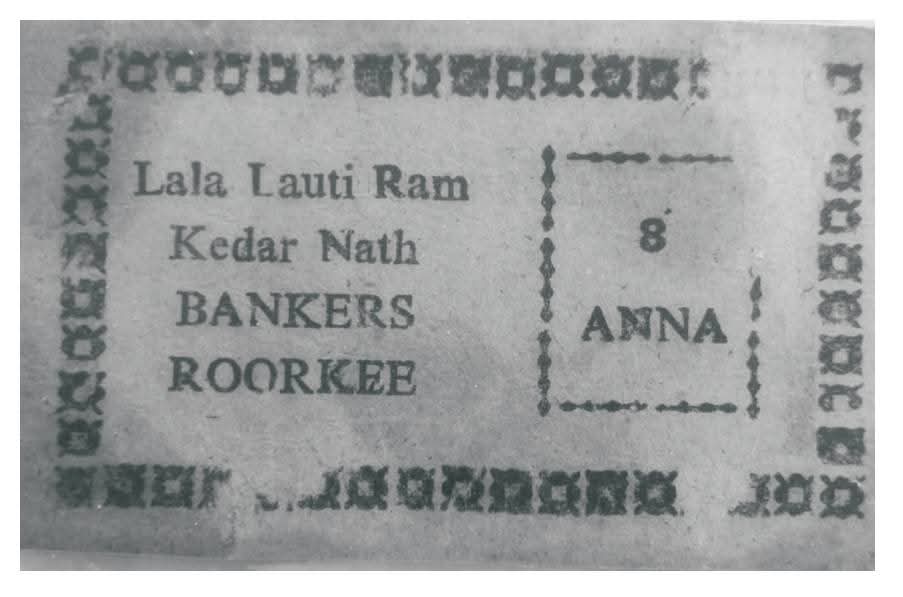 Lala Lauti Ram
Kedar Nath
BANKERS
ROORKEE
8
ANNA